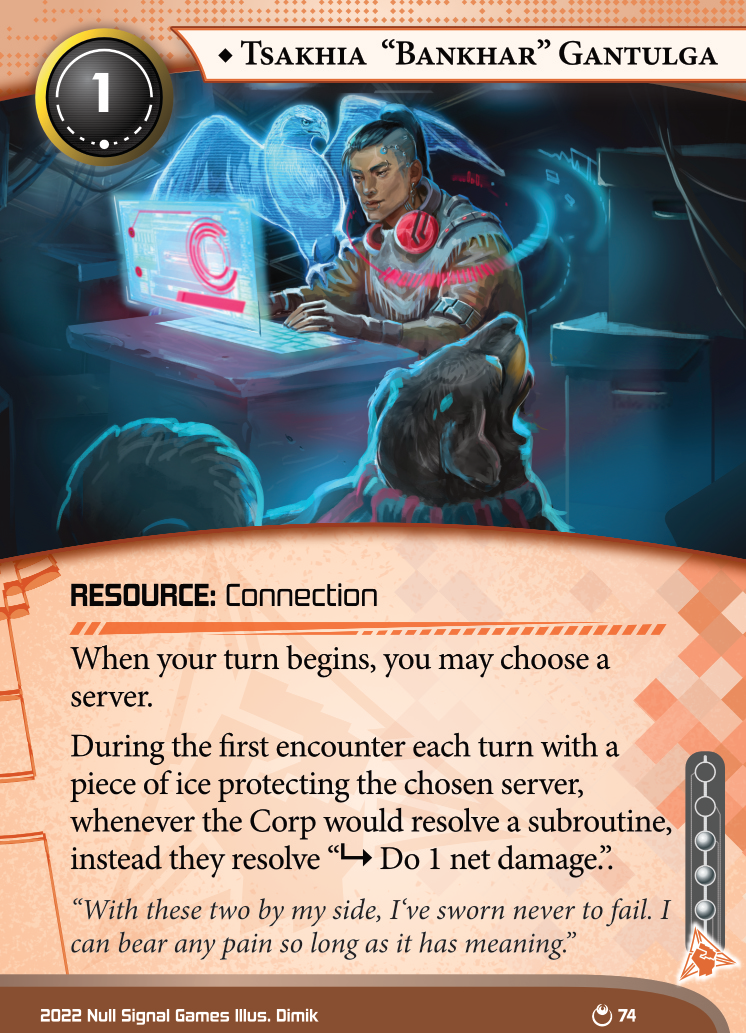 1
◆ Tsakhia “Bankhar” Gantulga
RESOURCE: Connection
When your turn begins, you may choose a
server.
During the first encounter each turn with a
piece of ice protecting the chosen server,
whenever the Corp would resolve a subroutine,
instead they resolve “↳ Do 1 net damage.”.
“With these two by my side, I‘ve sworn never to fail. I
can bear any pain so long as it has meaning.”
2022 Null Signal Games Illus. Dimik
74